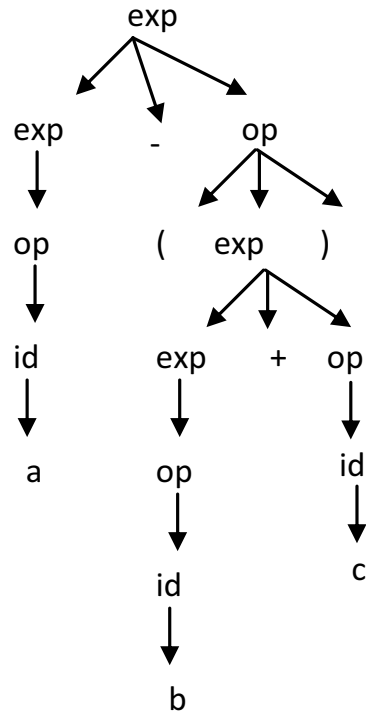 exp
exp - op
op ( exp )
id exp + op
a op id
id c
b